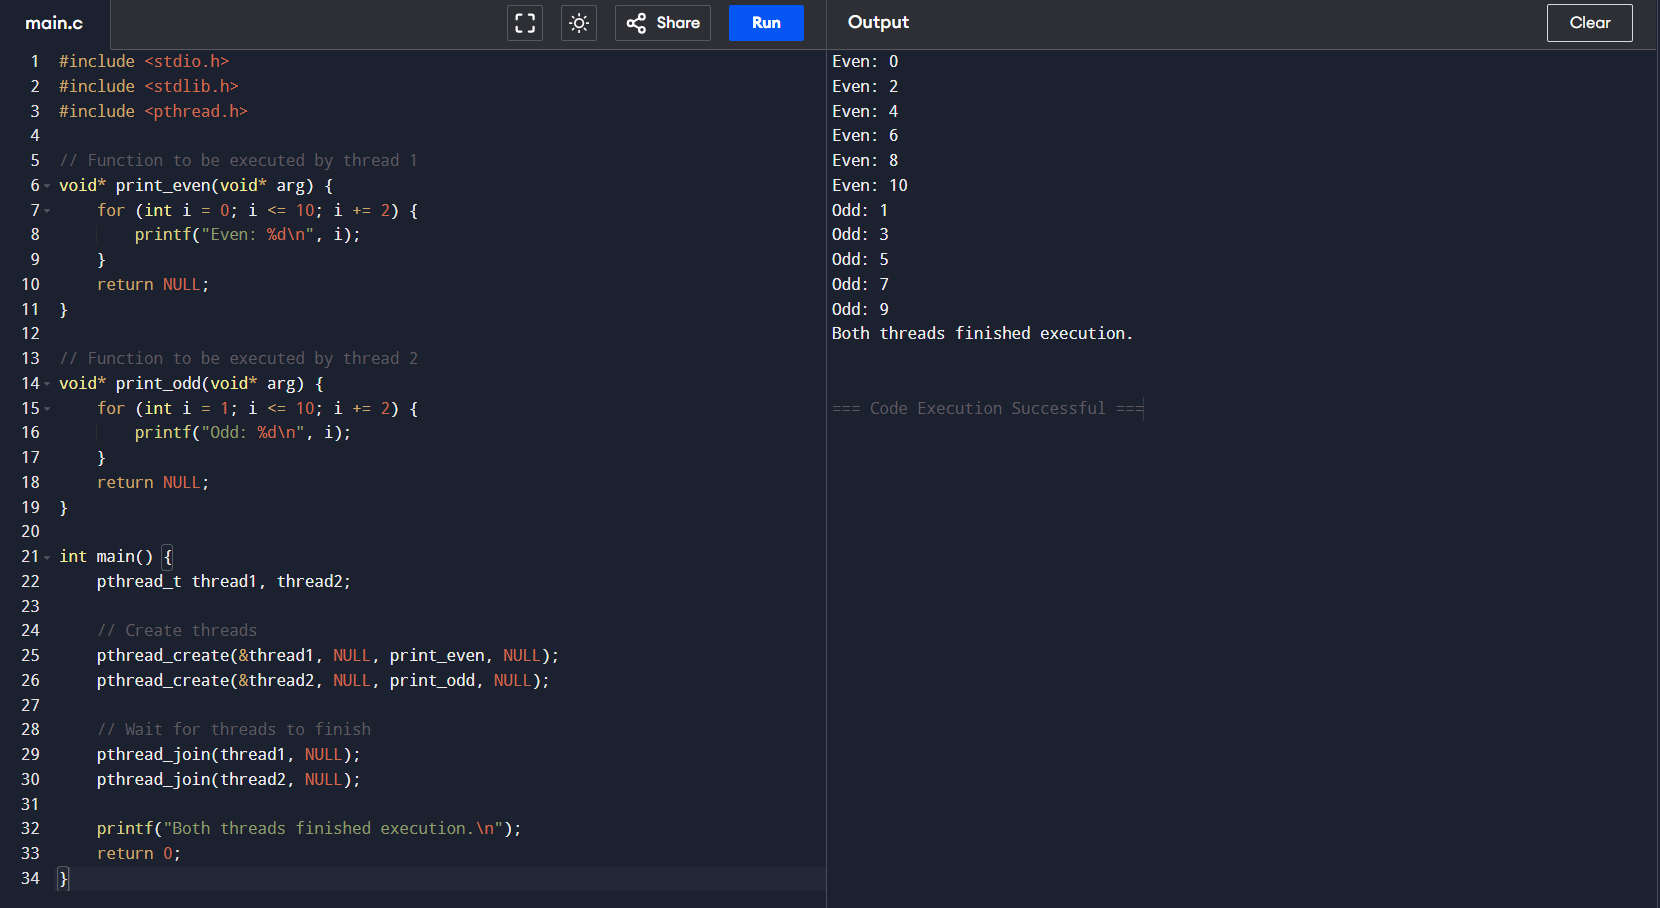 main.c
Share
Run
Output
Clear
1 #include <stdio.h>
2 #include <stdlib.h>
3 #include <pthread.h>
4
5 // Function to be executed by thread 1
6 void* print_even(void* arg) {
7     for (int i = 0; i <= 10; i += 2) {
8         printf("Even: %d\n", i);
9     }
10     return NULL;
11 }
12
13 // Function to be executed by thread 2
14 void* print_odd(void* arg) {
15     for (int i = 1; i <= 10; i += 2) {
16         printf("Odd: %d\n", i);
17     }
18     return NULL;
19 }
20
21 int main() {
22     pthread_t thread1, thread2;
23
24     // Create threads
25     pthread_create(&thread1, NULL, print_even, NULL);
26     pthread_create(&thread2, NULL, print_odd, NULL);
27
28     // Wait for threads to finish
29     pthread_join(thread1, NULL);
30     pthread_join(thread2, NULL);
31
32     printf("Both threads finished execution.\n");
33     return 0;
34 }
Even: 0
Even: 2
Even: 4
Even: 6
Even: 8
Even: 10
Odd: 1
Odd: 3
Odd: 5
Odd: 7
Odd: 9
Both threads finished execution.
=== Code Execution Successful ===